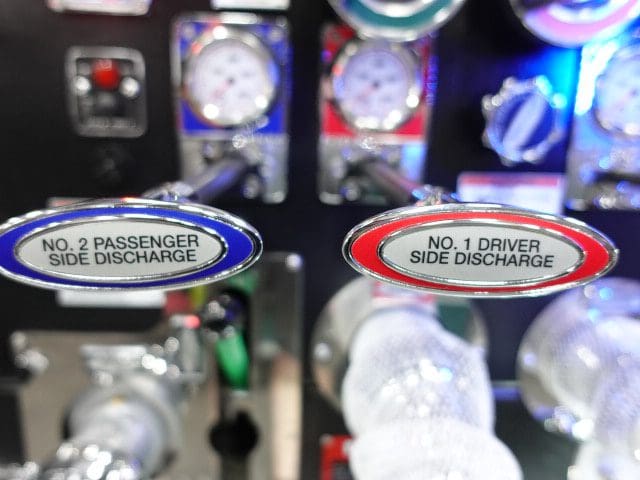 NO. 2 PASSENGER
SIDE DISCHARGE
NO. 1 DRIVER
SIDE DISCHARGE